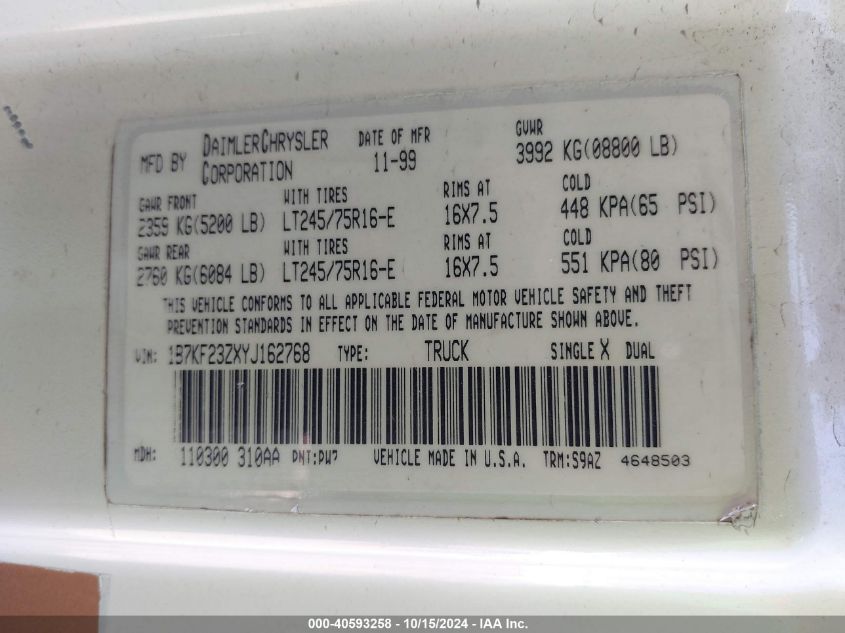 MFD BY DAIMLERCHRYSLER CORPORATION DATE OF MFR 11-99 GVWR 3992 KG(08800 LB)
GAWR FRONT WITH TIRES RIMS AT COLD
2359 KG(5200 LB) LT245/75R16-E 16X7.5 448 KPA(65 PSI)
GAWR REAR WITH TIRES RIMS AT COLD
2760 KG(6084 LB) LT245/75R16-E 16X7.5 551 KPA(80 PSI)
THIS VEHICLE CONFORMS TO ALL APPLICABLE FEDERAL MOTOR VEHICLE SAFETY AND THEFT
PREVENTION STANDARDS IN EFFECT ON THE DATE OF MANUFACTURE SHOWN ABOVE.
VIN: 1B7KF23ZXYJ162768 TYPE: TRUCK SINGLE X DUAL
MDH: 110300 310AA PNT:PW7 VEHICLE MADE IN U.S.A. TRM:S9AZ 4648503
000-40593258 - 10/15/2024 - IAA Inc.